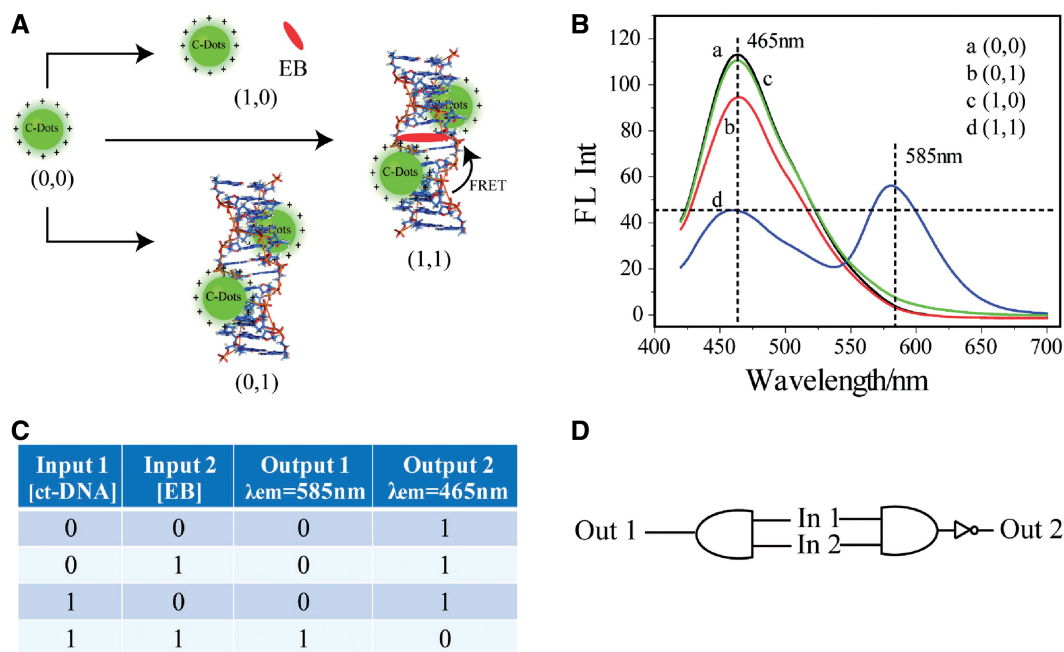 A
C-Dots
EB
(1,0)
C-Dots
(0,0)
C-Dots
C-Dots
FRET
(1,1)
Dots
C-Dots
(0,1)
B
120
100
80
60
40
20
0
FL Int
400 450 500 550 600 650 700
Wavelength/nm
465nm
585nm
a
c
b
d
a (0,0)
b (0,1)
c (1,0)
d (1,1)
C
Input 1 [ct-DNA] Input 2 [EB] Output 1 λem=585nm Output 2 λem=465nm
0 0 0 1
0 1 0 1
1 0 0 1
1 1 1 0
D
Out 1 In 1 Out 2
In 2